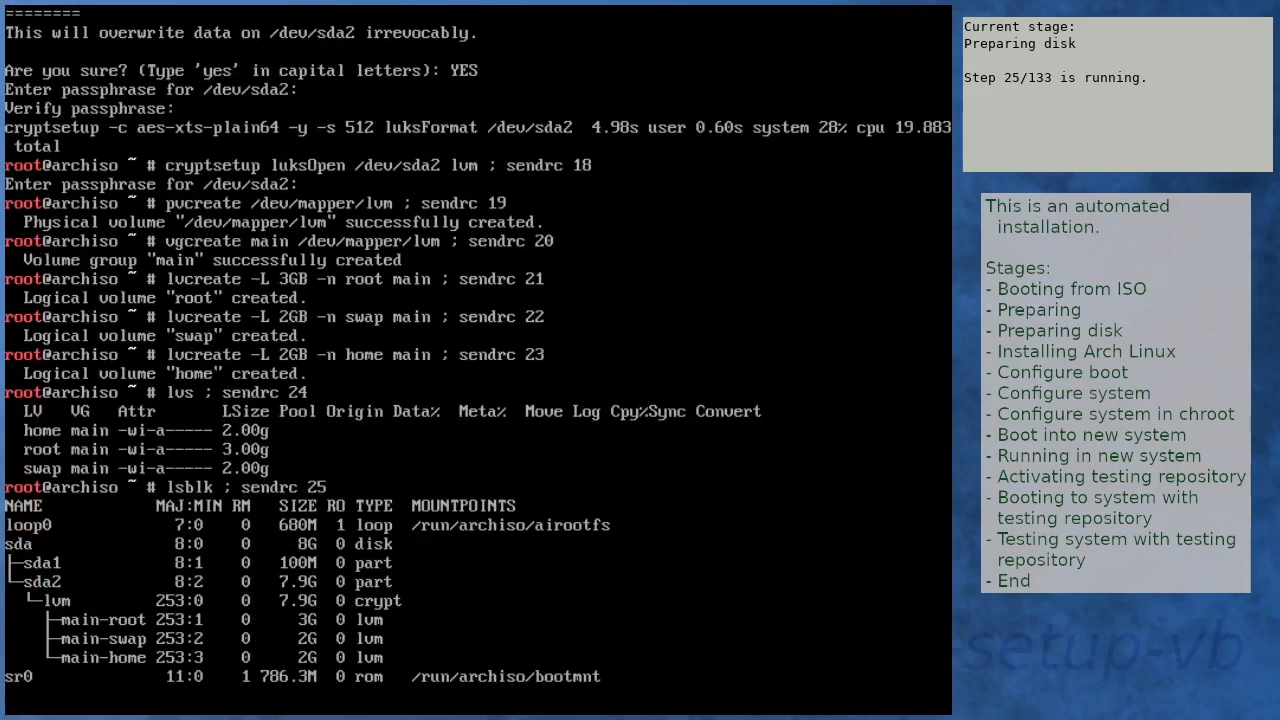 ========
This will overwrite data on /dev/sda2 irrevocably.
Are you sure? (Type 'yes' in capital letters): YES
Enter passphrase for /dev/sda2:
Verify passphrase:
cryptsetup -c aes-xts-plain64 -y -s 512 luksFormat /dev/sda2  4.98s user 0.60s system 28% cpu 19.883
 total
root@archiso ~ # cryptsetup luksOpen /dev/sda2 lvm ; sendrc 18
Enter passphrase for /dev/sda2:
root@archiso ~ # pvcreate /dev/mapper/lvm ; sendrc 19
  Physical volume "/dev/mapper/lvm" successfully created.
root@archiso ~ # vgcreate main /dev/mapper/lvm ; sendrc 20
  Volume group "main" successfully created
root@archiso ~ # lvcreate -L 3GB -n root main ; sendrc 21
  Logical volume "root" created.
root@archiso ~ # lvcreate -L 2GB -n swap main ; sendrc 22
  Logical volume "swap" created.
root@archiso ~ # lvcreate -L 2GB -n home main ; sendrc 23
  Logical volume "home" created.
root@archiso ~ # lvs ; sendrc 24
  LV   VG   Attr       LSize Pool Origin Data%  Meta%  Move Log Cpy%Sync Convert
  home main -wi-a----- 2.00g
  root main -wi-a----- 3.00g
  swap main -wi-a----- 2.00g
root@archiso ~ # lsblk ; sendrc 25
NAME            MAJ:MIN RM   SIZE RO TYPE  MOUNTPOINTS
loop0             7:0    0   680M  1 loop  /run/archiso/airootfs
sda               8:0    0     8G  0 disk
├─sda1            8:1    0   100M  0 part
└─sda2            8:2    0   7.9G  0 part
  └─lvm         253:0    0   7.9G  0 crypt
    ├─main-root 253:1    0     3G  0 lvm
    ├─main-swap 253:2    0     2G  0 lvm
    └─main-home 253:3    0     2G  0 lvm
sr0              11:0    1 786.3M  0 rom   /run/archiso/bootmnt
Current stage:
Preparing disk
Step 25/133 is running.
This is an automated
installation.
Stages:
- Booting from ISO
- Preparing
- Preparing disk
- Installing Arch Linux
- Configure boot
- Configure system
- Configure system in chroot
- Boot into new system
- Running in new system
- Activating testing repository
- Booting to system with
testing repository
- Testing system with testing
repository
- End
-setup-vb